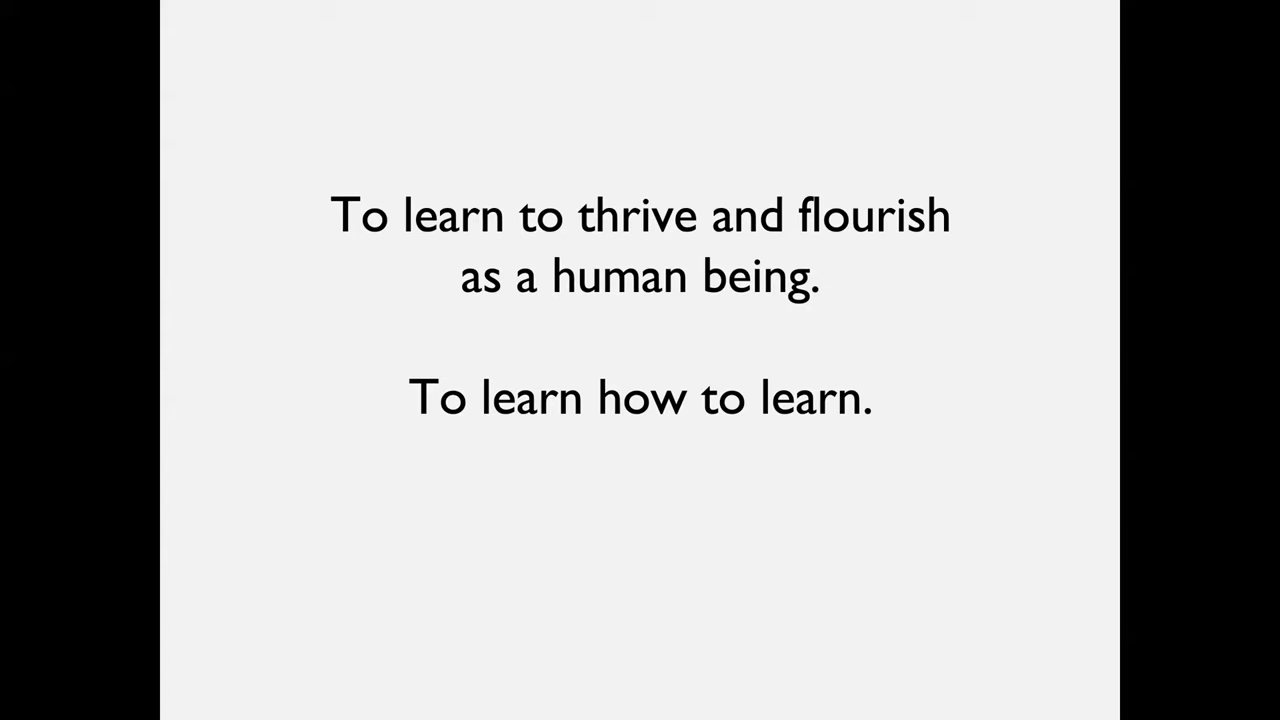 To learn to thrive and flourish
as a human being.
To learn how to learn.